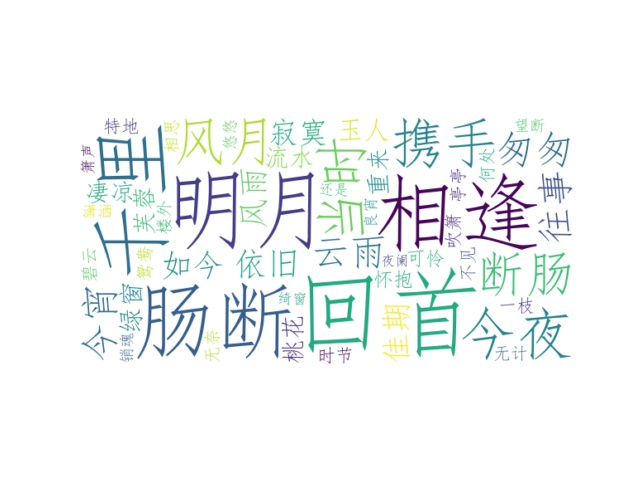 特地
相思
风月
悠悠
寂寞
玉人
携手
望断
箫声
千里
流水
当时
重来
匆匆
何处
凄凉
芙蓉
楼外
明月
风雨
还是
良宵
相逢
亭亭
往事
潇洒
碧云
鸳鸯
如今
依旧
云雨
夜阑
可怜
吹箫
不见
断肠
今宵
绿窗
肠断
绮窗
回首
怀抱
一枝
销魂
无奈
桃花
时节
佳期
今夜
无计